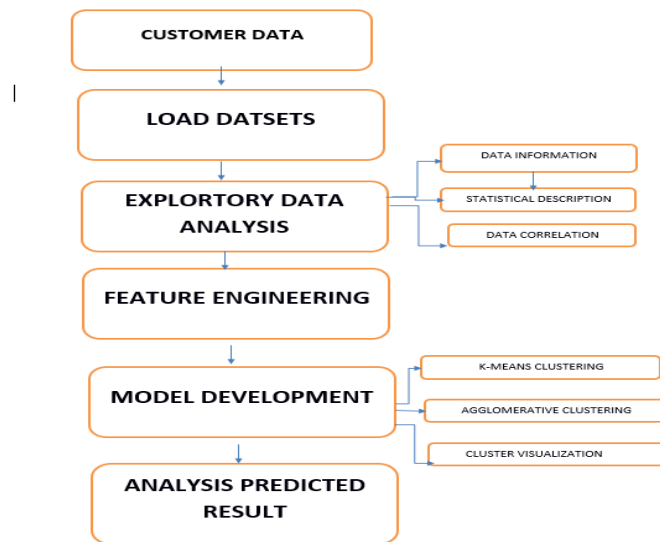 CUSTOMER DATA
LOAD DATSETS
EXPLORTORY DATA
ANALYSIS
DATA INFORMATION
STATISTICAL DESCRIPTION
DATA CORRELATION
FEATURE ENGINEERING
MODEL DEVELOPMENT
K-MEANS CLUSTERING
AGGLOMERATIVE CLUSTERING
CLUSTER VISUALIZATION
ANALYSIS PREDICTED
RESULT